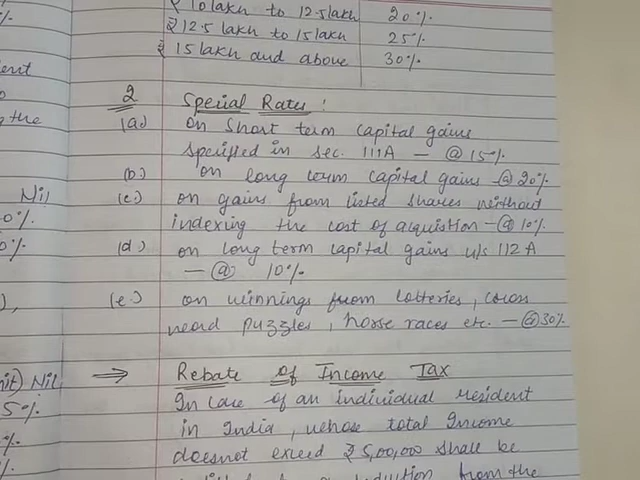 ₹ 10 lakh to 12.5 lakh 20%
₹ 12.5 lakh to 15 lakh 25%
₹ 15 lakh and above 30%
2 Special Rates :
(a.) on short term capital gains
specified in sec. 111A — @ 15%
(b.) on long term capital gains - @ 20%
(c.) on gains from listed shares without
indexing the cost of acquistion - @ 10%
(d.) on long term capital gains u/s 112 A
— @ 10%
(e.) on winnings from lotteries, cross
word puzzles, horse races etc. — @ 30%
⇒ Rebate of Income Tax
In case of an individual resident
in India, whose total Income
doesnot exceed ₹ 5,00,000 shall be
from the
the
Nil
0%
0%
Nil
5%
%
%